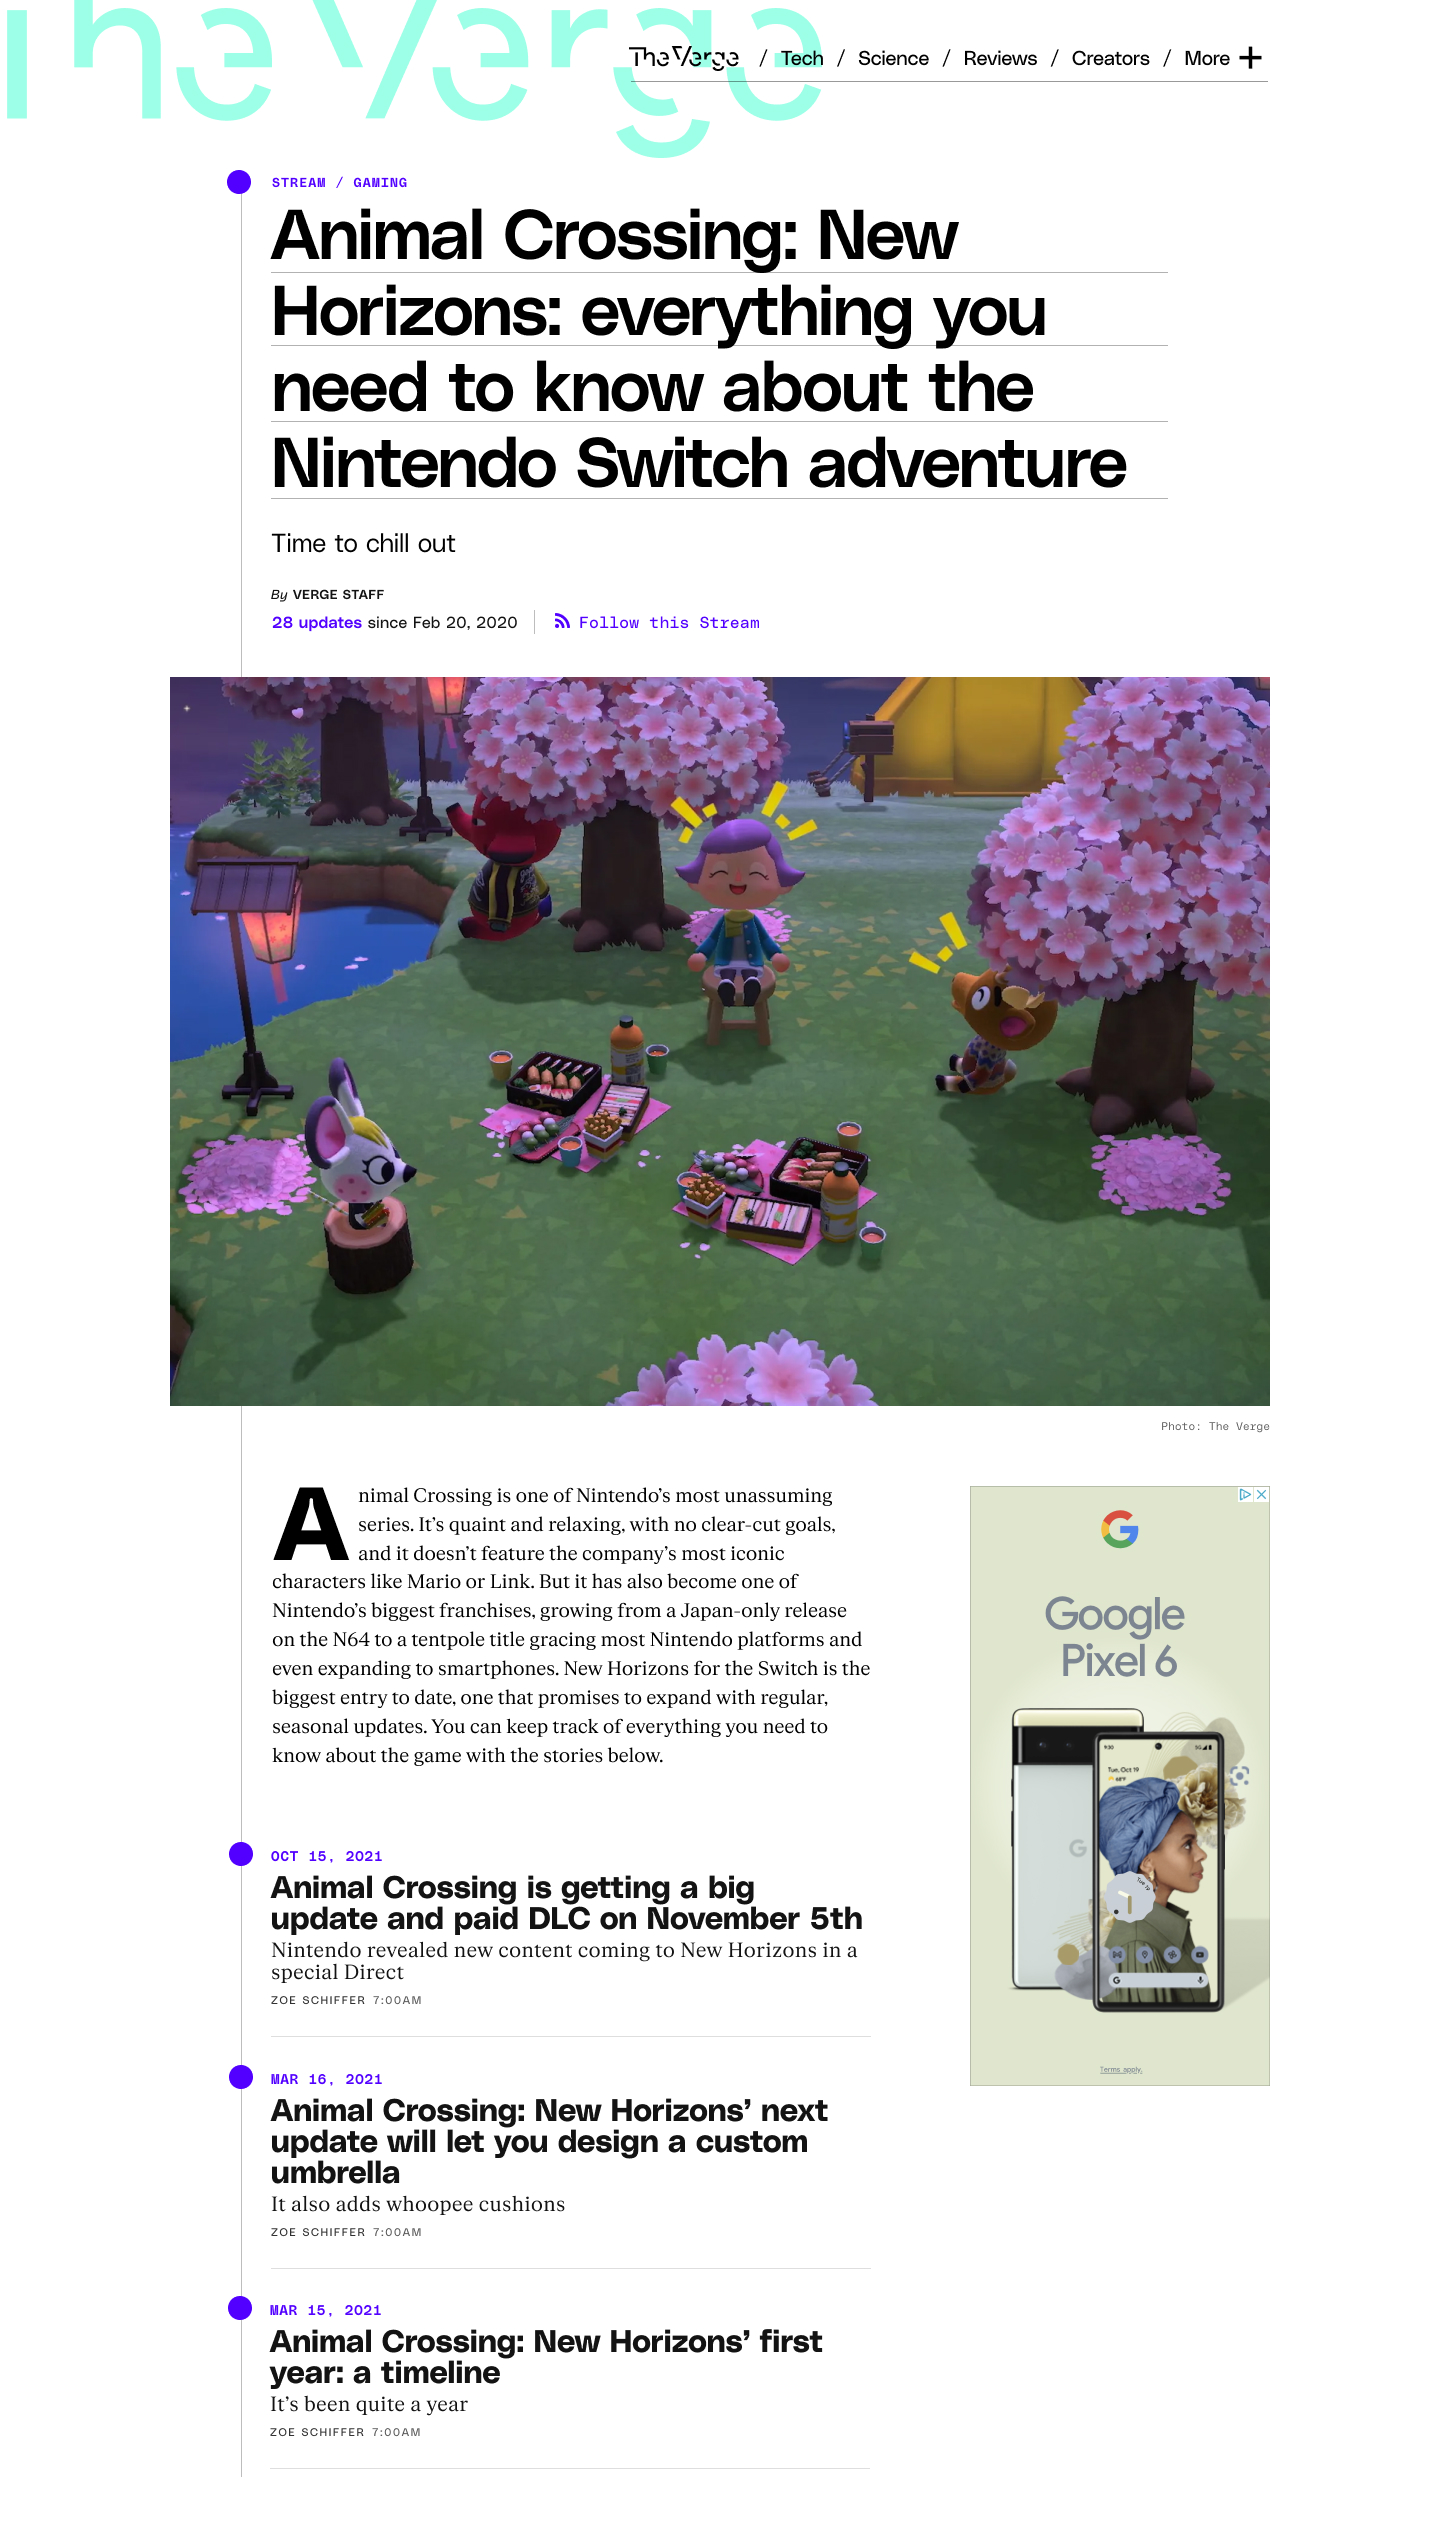 The Verge
The Verge / Tech / Science / Reviews / Creators / More
STREAM / GAMING
Animal Crossing: New
Horizons: everything you
need to know about the
Nintendo Switch adventure
Time to chill out
By VERGE STAFF
28 updates since Feb 20, 2020
Follow this Stream
Photo: The Verge
Animal Crossing is one of Nintendo’s most unassuming
series. It’s quaint and relaxing, with no clear-cut goals,
and it doesn’t feature the company’s most iconic
characters like Mario or Link. But it has also become one of
Nintendo’s biggest franchises, growing from a Japan-only release
on the N64 to a tentpole title gracing most Nintendo platforms and
even expanding to smartphones. New Horizons for the Switch is the
biggest entry to date, one that promises to expand with regular,
seasonal updates. You can keep track of everything you need to
know about the game with the stories below.
Google
Pixel 6
9:30
5G
Tue, Oct 19
Tue 19
G
Terms apply.
OCT 15, 2021
Animal Crossing is getting a big
update and paid DLC on November 5th
Nintendo revealed new content coming to New Horizons in a
special Direct
ZOE SCHIFFER 7:00AM
MAR 16, 2021
Animal Crossing: New Horizons’ next
update will let you design a custom
umbrella
It also adds whoopee cushions
ZOE SCHIFFER 7:00AM
MAR 15, 2021
Animal Crossing: New Horizons’ first
year: a timeline
It’s been quite a year
ZOE SCHIFFER 7:00AM